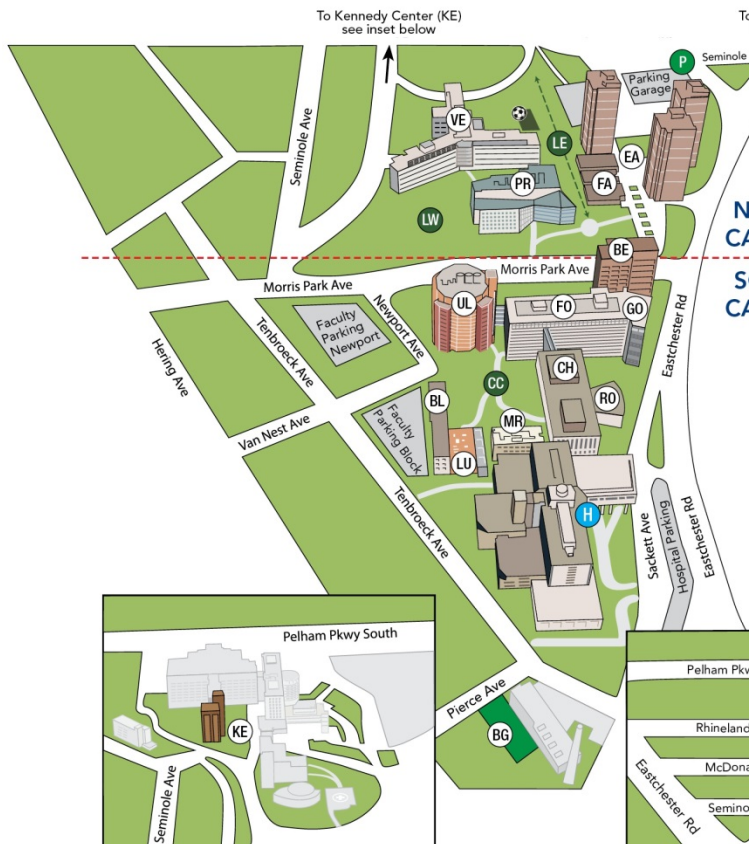 To Kennedy Center (KE)
see inset below
To
P
Seminole
Parking
Garage
VE
LE
EA
PR
FA
LW
Seminole Ave
N
CA
BE
Morris Park Ave
SO
CA
Morris Park Ave
UL
FO
GO
Faculty
Parking
Newport
Newport Ave
Tenbroeck Ave
Hering Ave
Eastchester Rd
CC
CH
BL
RO
Van Nest Ave
Faculty
Parking Block
MR
LU
H
Tenbroeck Ave
Sackett Ave
Hospital Parking
Eastchester Rd
Pelham Pkwy South
KE
Seminole Ave
Pierce Ave
BG
Pelham Pkw
Rhineland
McDona
Seminol
Eastchester Rd